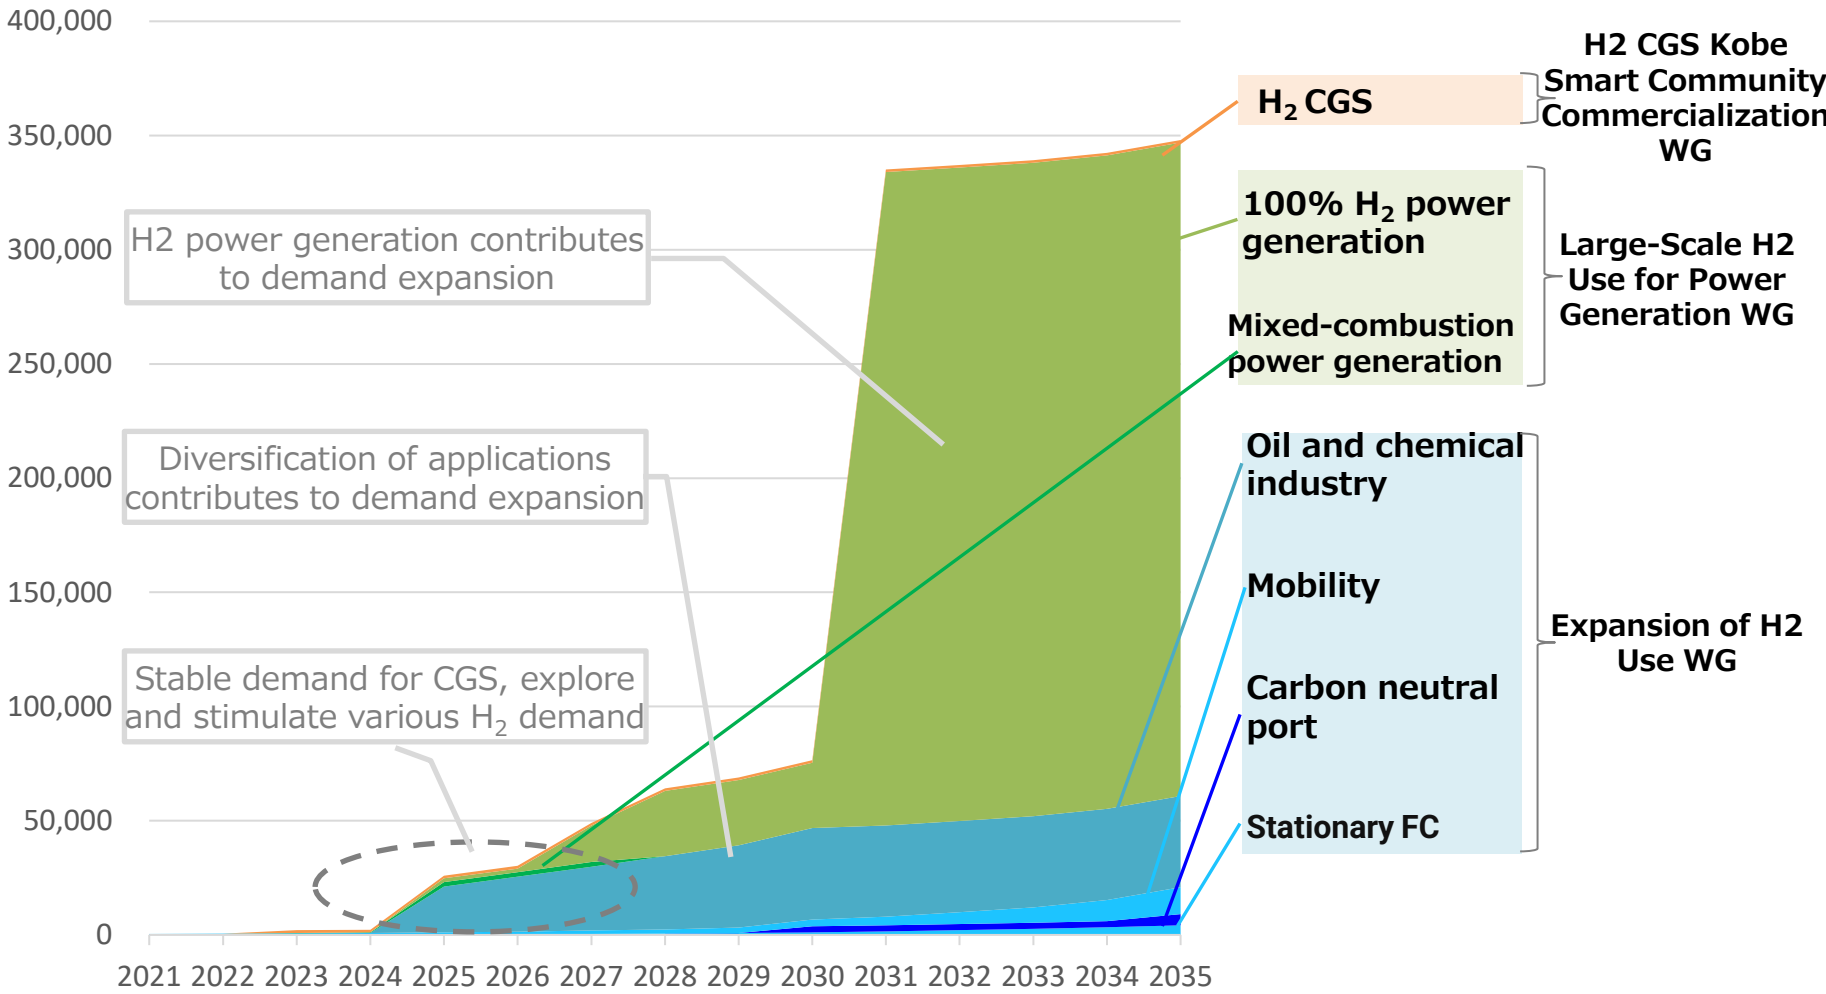 400,000
350,000
300,000
250,000
200,000
150,000
100,000
50,000
0
2021 2022 2023 2024 2025 2026 2027 2028 2029 2030 2031 2032 2033 2034 2035
H2 power generation contributes
to demand expansion
Diversification of applications
contributes to demand expansion
Stable demand for CGS, explore
and stimulate various H₂ demand
H₂ CGS
100% H₂ power
generation
Mixed-combustion
power generation
Oil and chemical
industry
Mobility
Carbon neutral
port
Stationary FC
H2 CGS Kobe
Smart Community
Commercialization
WG
Large-Scale H2
Use for Power
Generation WG
Expansion of H2
Use WG